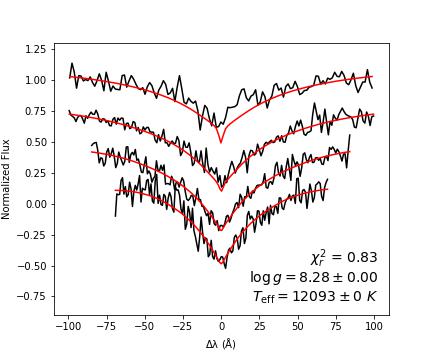 1.25
1.00
0.75
0.50
0.25
0.00
−0.25
−0.50
−0.75
Normalized Flux
χ²ᵣ = 0.83
log g = 8.28 ± 0.00
T_eff = 12093 ± 0 K
−100 −75 −50 −25 0 25 50 75 100
Δλ (Å)